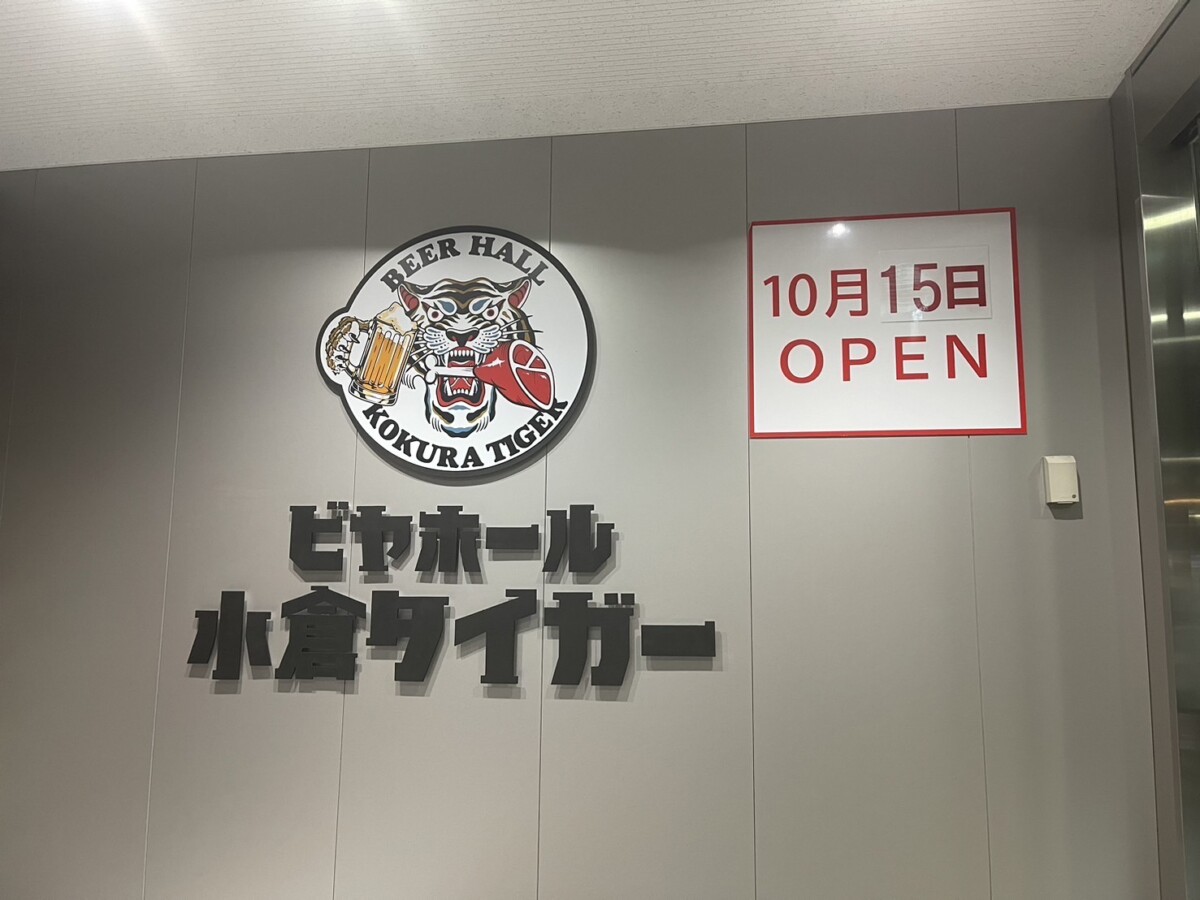 BEER HALL
KOKURA TIGER
ビヤホール
小倉タイガー
10月15日
OPEN